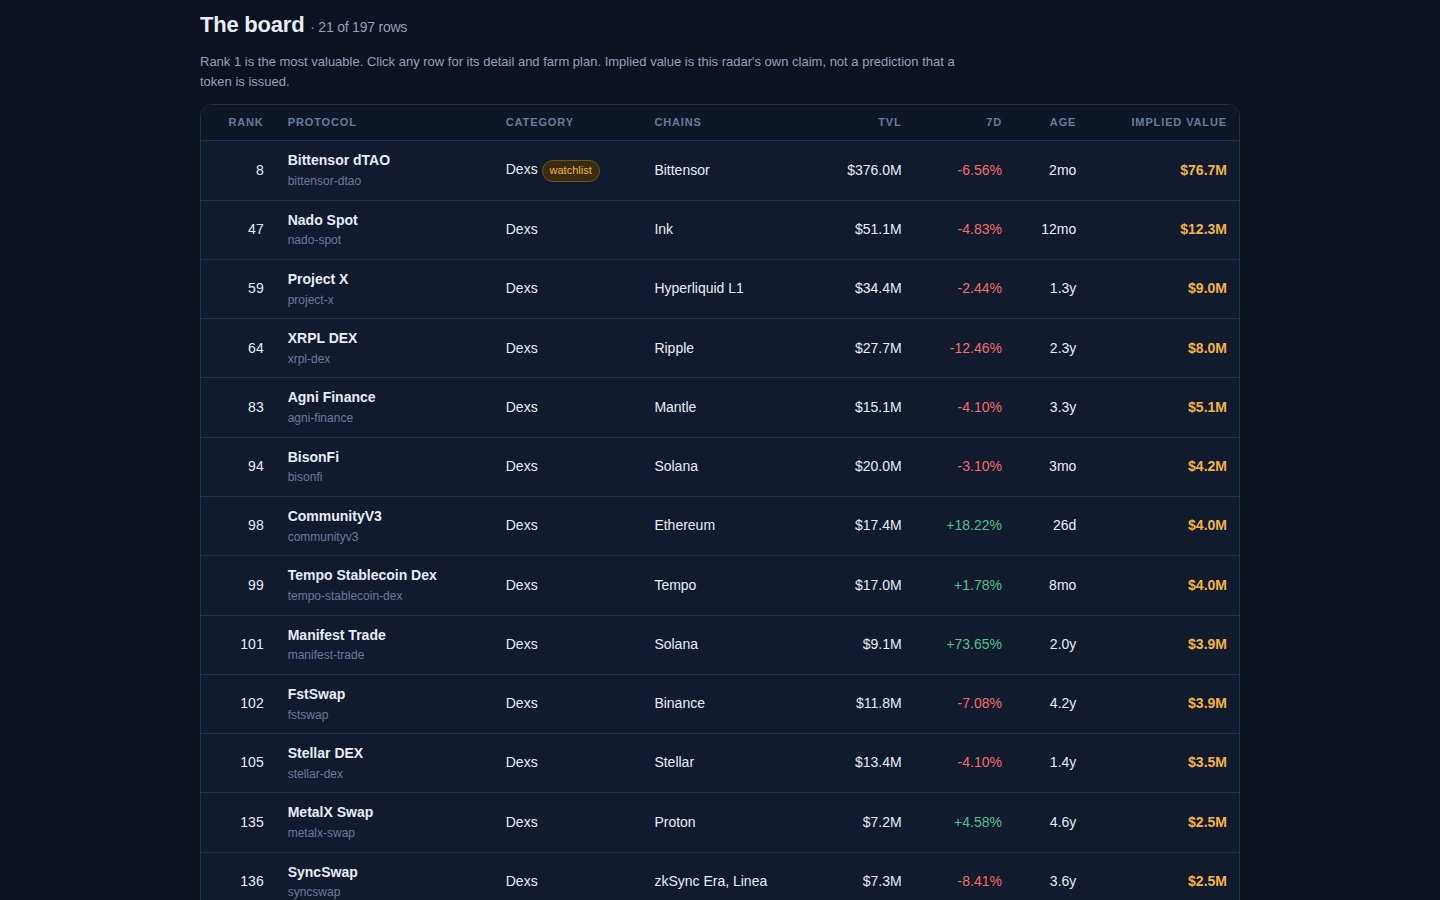 The board · 21 of 197 rows
Rank 1 is the most valuable. Click any row for its detail and farm plan. Implied value is this radar's own claim, not a prediction that a
token is issued.
RANK PROTOCOL CATEGORY CHAINS TVL 7D AGE IMPLIED VALUE
8 Bittensor dTAO Dexs watchlist Bittensor $376.0M -6.56% 2mo $76.7M
bittensor-dtao
47 Nado Spot Dexs Ink $51.1M -4.83% 12mo $12.3M
nado-spot
59 Project X Dexs Hyperliquid L1 $34.4M -2.44% 1.3y $9.0M
project-x
64 XRPL DEX Dexs Ripple $27.7M -12.46% 2.3y $8.0M
xrpl-dex
83 Agni Finance Dexs Mantle $15.1M -4.10% 3.3y $5.1M
agni-finance
94 BisonFi Dexs Solana $20.0M -3.10% 3mo $4.2M
bisonfi
98 CommunityV3 Dexs Ethereum $17.4M +18.22% 26d $4.0M
communityv3
99 Tempo Stablecoin Dex Dexs Tempo $17.0M +1.78% 8mo $4.0M
tempo-stablecoin-dex
101 Manifest Trade Dexs Solana $9.1M +73.65% 2.0y $3.9M
manifest-trade
102 FstSwap Dexs Binance $11.8M -7.08% 4.2y $3.9M
fstswap
105 Stellar DEX Dexs Stellar $13.4M -4.10% 1.4y $3.5M
stellar-dex
135 MetalX Swap Dexs Proton $7.2M +4.58% 4.6y $2.5M
metalx-swap
136 SyncSwap Dexs zkSync Era, Linea $7.3M -8.41% 3.6y $2.5M
syncswap